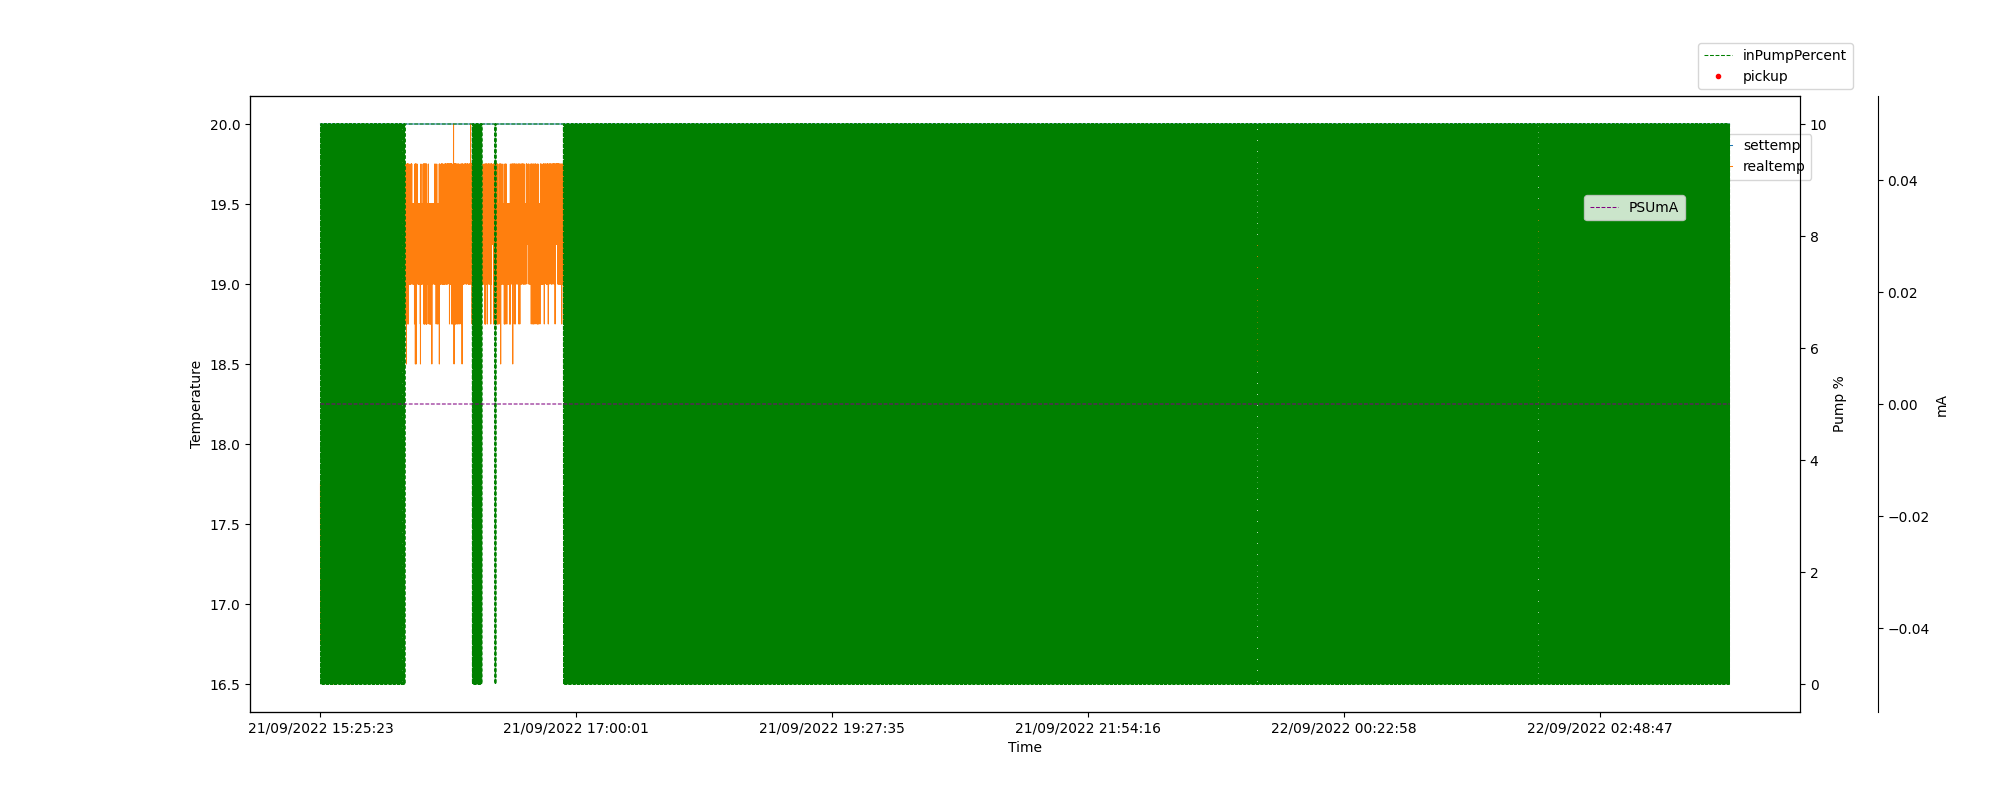 inPumpPercent
pickup
settemp
realtemp
PSUmA
20.0
19.5
19.0
18.5
18.0
17.5
17.0
16.5
Temperature
10
8
6
4
2
0
Pump %
0.04
0.02
0.00
−0.02
−0.04
mA
21/09/2022 15:25:23
21/09/2022 17:00:01
21/09/2022 19:27:35
21/09/2022 21:54:16
22/09/2022 00:22:58
22/09/2022 02:48:47
Time